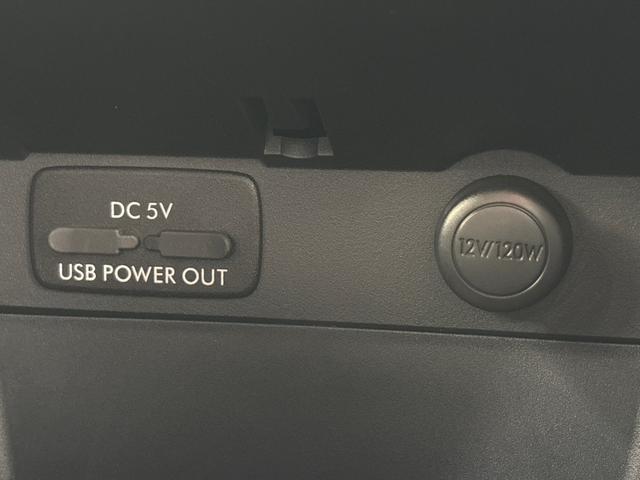 DC 5V
USB POWER OUT
12V/120W